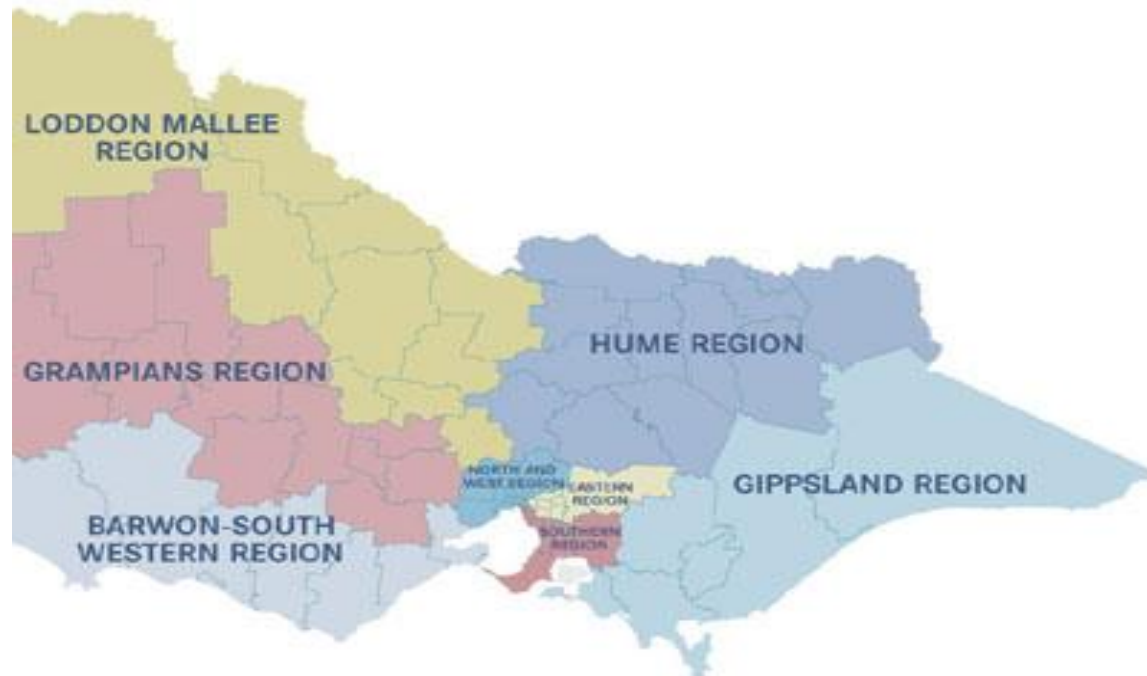 LODDON MALLEE
REGION
GRAMPIANS REGION
HUME REGION
NORTH AND
WEST REGION
EASTERN
REGION
GIPPSLAND REGION
BARWON-SOUTH
WESTERN REGION
SOUTHERN
REGION